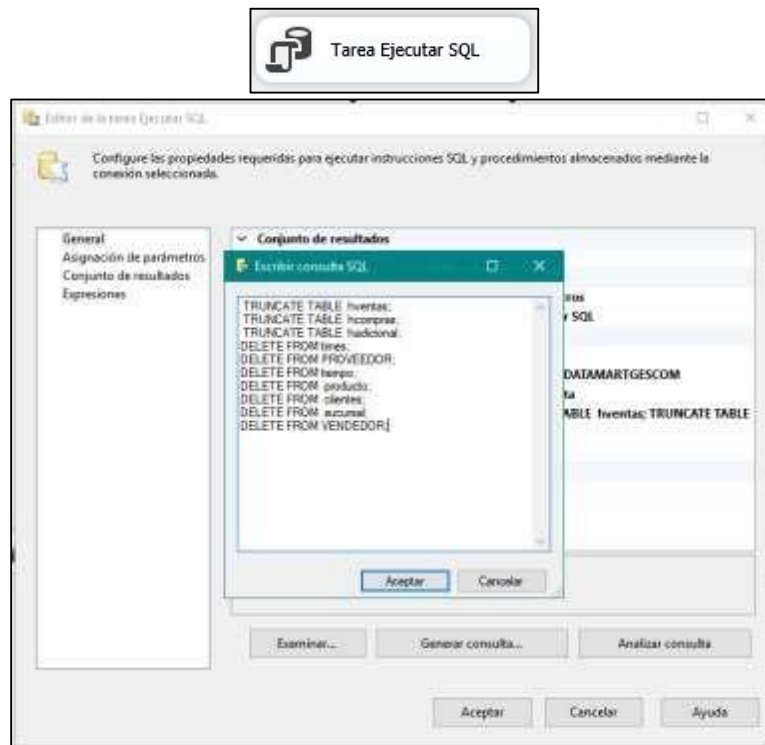 Tarea Ejecutar SQL
Editor de la tarea Ejecutar SQL
Configure las propiedades requeridas para ejecutar instrucciones SQL y procedimientos almacenados mediante la
conexión seleccionada.
General
Asignación de parámetros
Conjunto de resultados
Expresiones
Conjunto de resultados
Escribir consulta SQL
TRUNCATE TABLE hventas;
TRUNCATE TABLE hcompras;
TRUNCATE TABLE hadicional;
DELETE FROM times;
DELETE FROM PROVEEDOR;
DELETE FROM tiempo;
DELETE FROM producto;
DELETE FROM clientes;
DELETE FROM sucursal;
DELETE FROM VENDEDOR;
Aceptar
Cancelar
eros
r SQL
DATAMARTGESCOM
ta
ABLE hventas; TRUNCATE TABLE
Examinar...
Generar consulta...
Analizar consulta
Aceptar
Cancelar
Ayuda